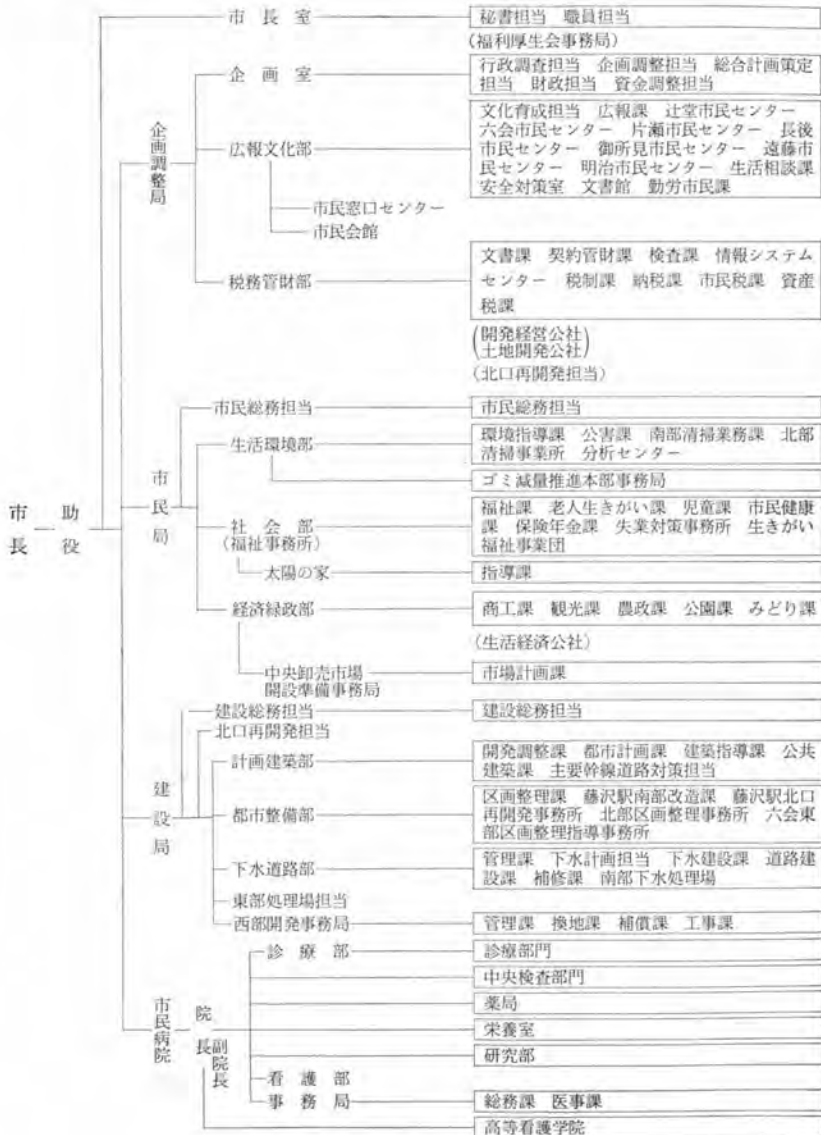 市長
助役
市長室
秘書担当 職員担当
(福利厚生会事務局)
企画調整局
企画室
行政調査担当 企画調整担当 総合計画策定
担当 財政担当 資金調整担当
広報文化部
文化育成担当 広報課 辻堂市民センター
六会市民センター 片瀬市民センター 長後
市民センター 御所見市民センター 遠藤市
民センター 明治市民センター 生活相談課
安全対策室 文書館 勤労市民課
市民窓口センター
市民会館
税務管財部
文書課 契約管財課 検査課 情報システム
センター 税制課 納税課 市民税課 資産
税課
(開発経営公社
土地開発公社)
(北口再開発担当)
市民局
市民総務担当
市民総務担当
生活環境部
環境指導課 公害課 南部清掃業務課 北部
清掃事業所 分析センター
ゴミ減量推進本部事務局
社会部
(福祉事務所)
福祉課 老人生きがい課 児童課 市民健康
課 保険年金課 失業対策事務所 生きがい
福祉事業団
太陽の家
指導課
経済緑政部
商工課 観光課 農政課 公園課 みどり課
(生活経済公社)
中央卸売市場
開設準備事務局
市場計画課
建設局
建設総務担当
建設総務担当
北口再開発担当
計画建築部
開発調整課 都市計画課 建築指導課 公共
建築課 主要幹線道路対策担当
都市整備部
区画整理課 藤沢駅南部改造課 藤沢駅北口
再開発事務所 北部区画整理事務所 六会東
部区画整理指導事務所
下水道路部
管理課 下水計画担当 下水建設課 道路建
設課 補修課 南部下水処理場
東部処理場担当
西部開発事務局
管理課 換地課 補償課 工事課
市民病院
院長
副院長
診療部
診療部門
中央検査部門
薬局
栄養室
研究部
看護部
事務局
総務課 医事課
高等看護学院